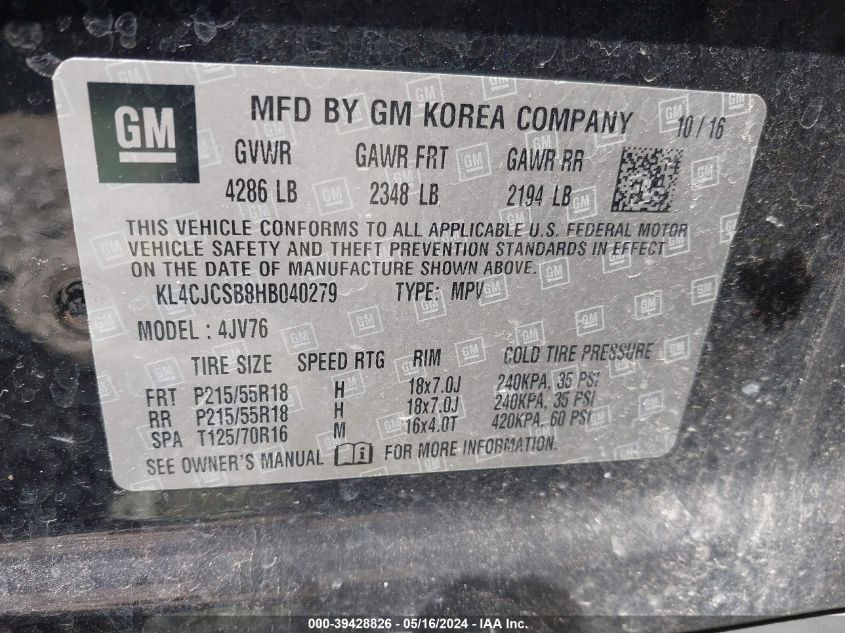 GM
MFD BY GM KOREA COMPANY 10/16
GVWR GAWR FRT GAWR RR
4286 LB 2348 LB 2194 LB
THIS VEHICLE CONFORMS TO ALL APPLICABLE U.S. FEDERAL MOTOR
VEHICLE SAFETY AND THEFT PREVENTION STANDARDS IN EFFECT
ON THE DATE OF MANUFACTURE SHOWN ABOVE.
KL4CJCSB8HB040279 TYPE: MPV
MODEL : 4JV76
TIRE SIZE SPEED RTG RIM COLD TIRE PRESSURE
FRT P215/55R18 H 18x7.0J 240KPA, 35 PSI
RR P215/55R18 H 18x7.0J 240KPA, 35 PSI
SPA T125/70R16 M 16x4.0T 420KPA, 60 PSI
SEE OWNER'S MANUAL i FOR MORE INFORMATION.
000-39428826 - 05/16/2024 - IAA Inc.